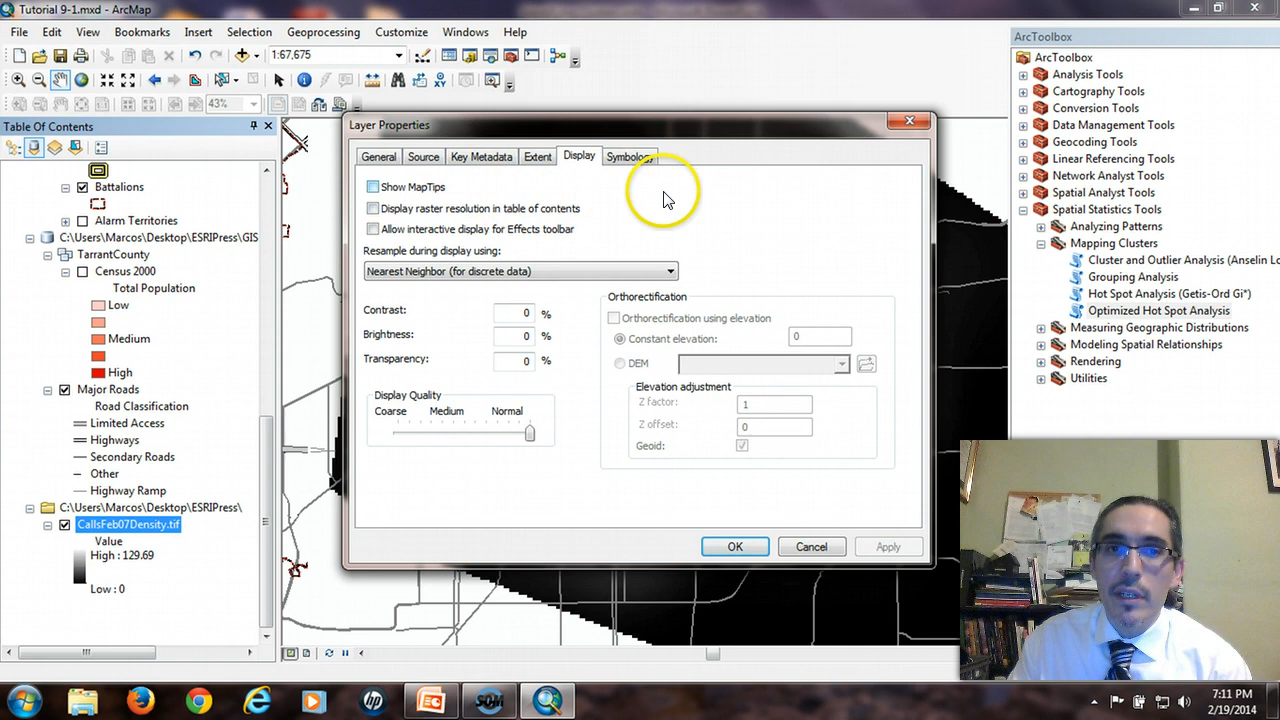 Tutorial 9-1.mxd - ArcMap
File Edit View Bookmarks Insert Selection Geoprocessing Customize Windows Help
1:67,675
43%
Table Of Contents
Battalions
Alarm Territories
C:\Users\Marcos\Desktop\ESRIPress\GIS
TarrantCounty
Census 2000
Total Population
Low
Medium
High
Major Roads
Road Classification
Limited Access
Highways
Secondary Roads
Other
Highway Ramp
C:\Users\Marcos\Desktop\ESRIPress\
CallsFeb07Density.tif
Value
High : 129.69
Low : 0
Layer Properties
General Source Key Metadata Extent Display Symbology
Show MapTips
Display raster resolution in table of contents
Allow interactive display for Effects toolbar
Resample during display using:
Nearest Neighbor (for discrete data)
Contrast: 0 %
Brightness: 0 %
Transparency: 0 %
Display Quality
Coarse Medium Normal
Orthorectification
Orthorectification using elevation
Constant elevation: 0
DEM
Elevation adjustment
Z factor: 1
Z offset: 0
Geoid:
OK Cancel Apply
ArcToolbox
ArcToolbox
Analysis Tools
Cartography Tools
Conversion Tools
Data Management Tools
Geocoding Tools
Linear Referencing Tools
Network Analyst Tools
Spatial Analyst Tools
Spatial Statistics Tools
Analyzing Patterns
Mapping Clusters
Cluster and Outlier Analysis (Anselin Lo
Grouping Analysis
Hot Spot Analysis (Getis-Ord Gi*)
Optimized Hot Spot Analysis
Measuring Geographic Distributions
Modeling Spatial Relationships
Rendering
Utilities
hp
SOM
7:11 PM
2/19/2014